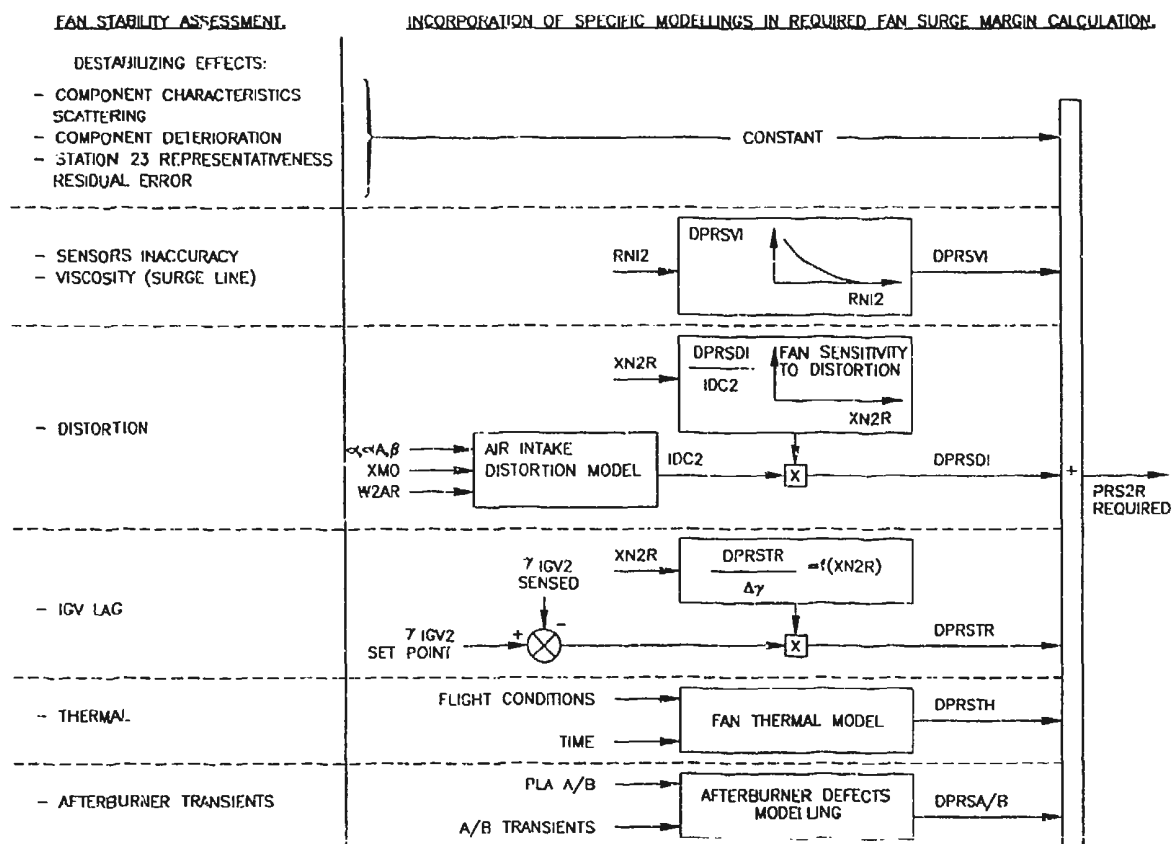 FAN STABILITY ASSESSMENT.
INCORPORATION OF SPECIFIC MODELLINGS IN REQUIRED FAN SURGE MARGIN CALCULATION.
DESTABILIZING EFFECTS:
- COMPONENT CHARACTERISTICS
SCATTERING
- COMPONENT DETERIORATION
- STATION 23 REPRESENTATIVENESS
RESIDUAL ERROR
CONSTANT
- SENSORS INACCURACY
- VISCOSITY (SURGE LINE)
RNI2
DPRSVI
RNI2
DPRSVI
- DISTORTION
XN2R
DPRSDI
IDC2
FAN SENSITIVITY
TO DISTORTION
XN2R
α, αA, β
XMO
W2AR
AIR INTAKE
DISTORTION MODEL
IDC2
X
DPRSDI
+
PRS2R
REQUIRED
- IGV LAG
γ IGV2
SENSED
XN2R
DPRSTR
Δγ
=f(XN2R)
γ IGV2
SET POINT
+
-
X
DPRSTR
- THERMAL
FLIGHT CONDITIONS
TIME
FAN THERMAL MODEL
DPRSTH
- AFTERBURNER TRANSIENTS
PLA A/B
A/B TRANSIENTS
AFTERBURNER DEFECTS
MODELLING
DPRSA/B